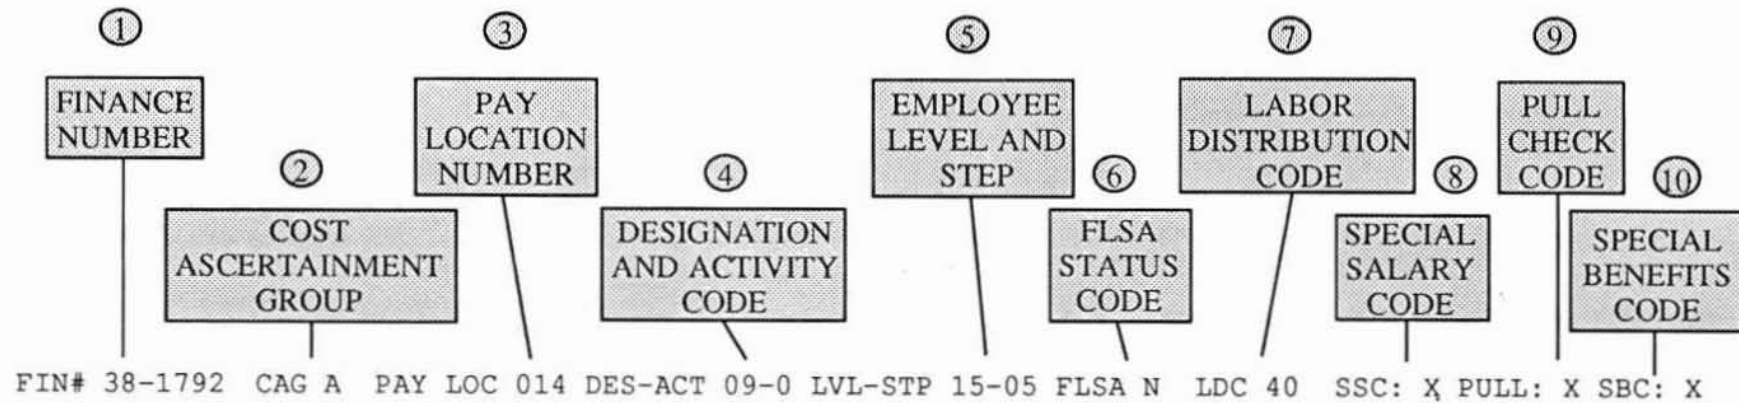 1
FINANCE
NUMBER
2
COST
ASCERTAINMENT
GROUP
3
PAY
LOCATION
NUMBER
4
DESIGNATION
AND ACTIVITY
CODE
5
EMPLOYEE
LEVEL AND
STEP
6
FLSA
STATUS
CODE
7
LABOR
DISTRIBUTION
CODE
8
SPECIAL
SALARY
CODE
9
PULL
CHECK
CODE
10
SPECIAL
BENEFITS
CODE
FIN# 38-1792 CAG A PAY LOC 014 DES-ACT 09-0 LVL-STP 15-05 FLSA N LDC 40 SSC: X PULL: X SBC: X